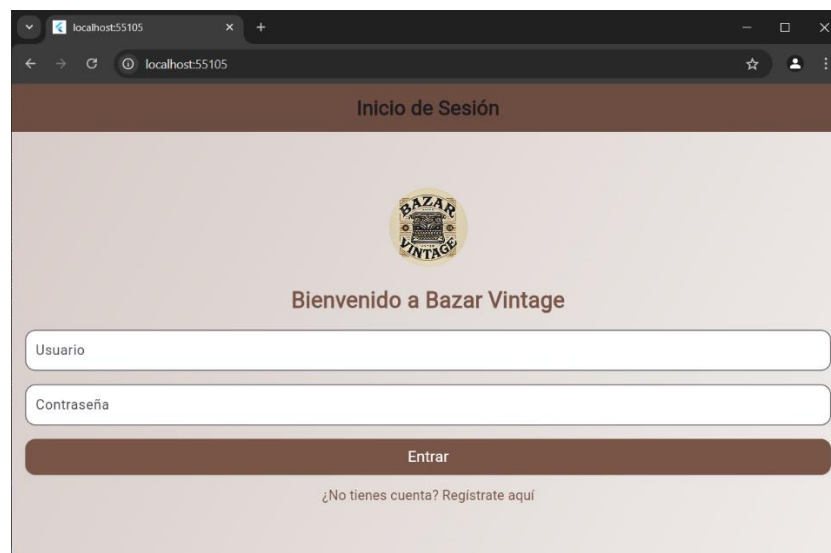 localhost:55105
localhost:55105
Inicio de Sesión
BAZAR
VINTAGE
Bienvenido a Bazar Vintage
Usuario
Contraseña
Entrar
¿No tienes cuenta? Regístrate aquí